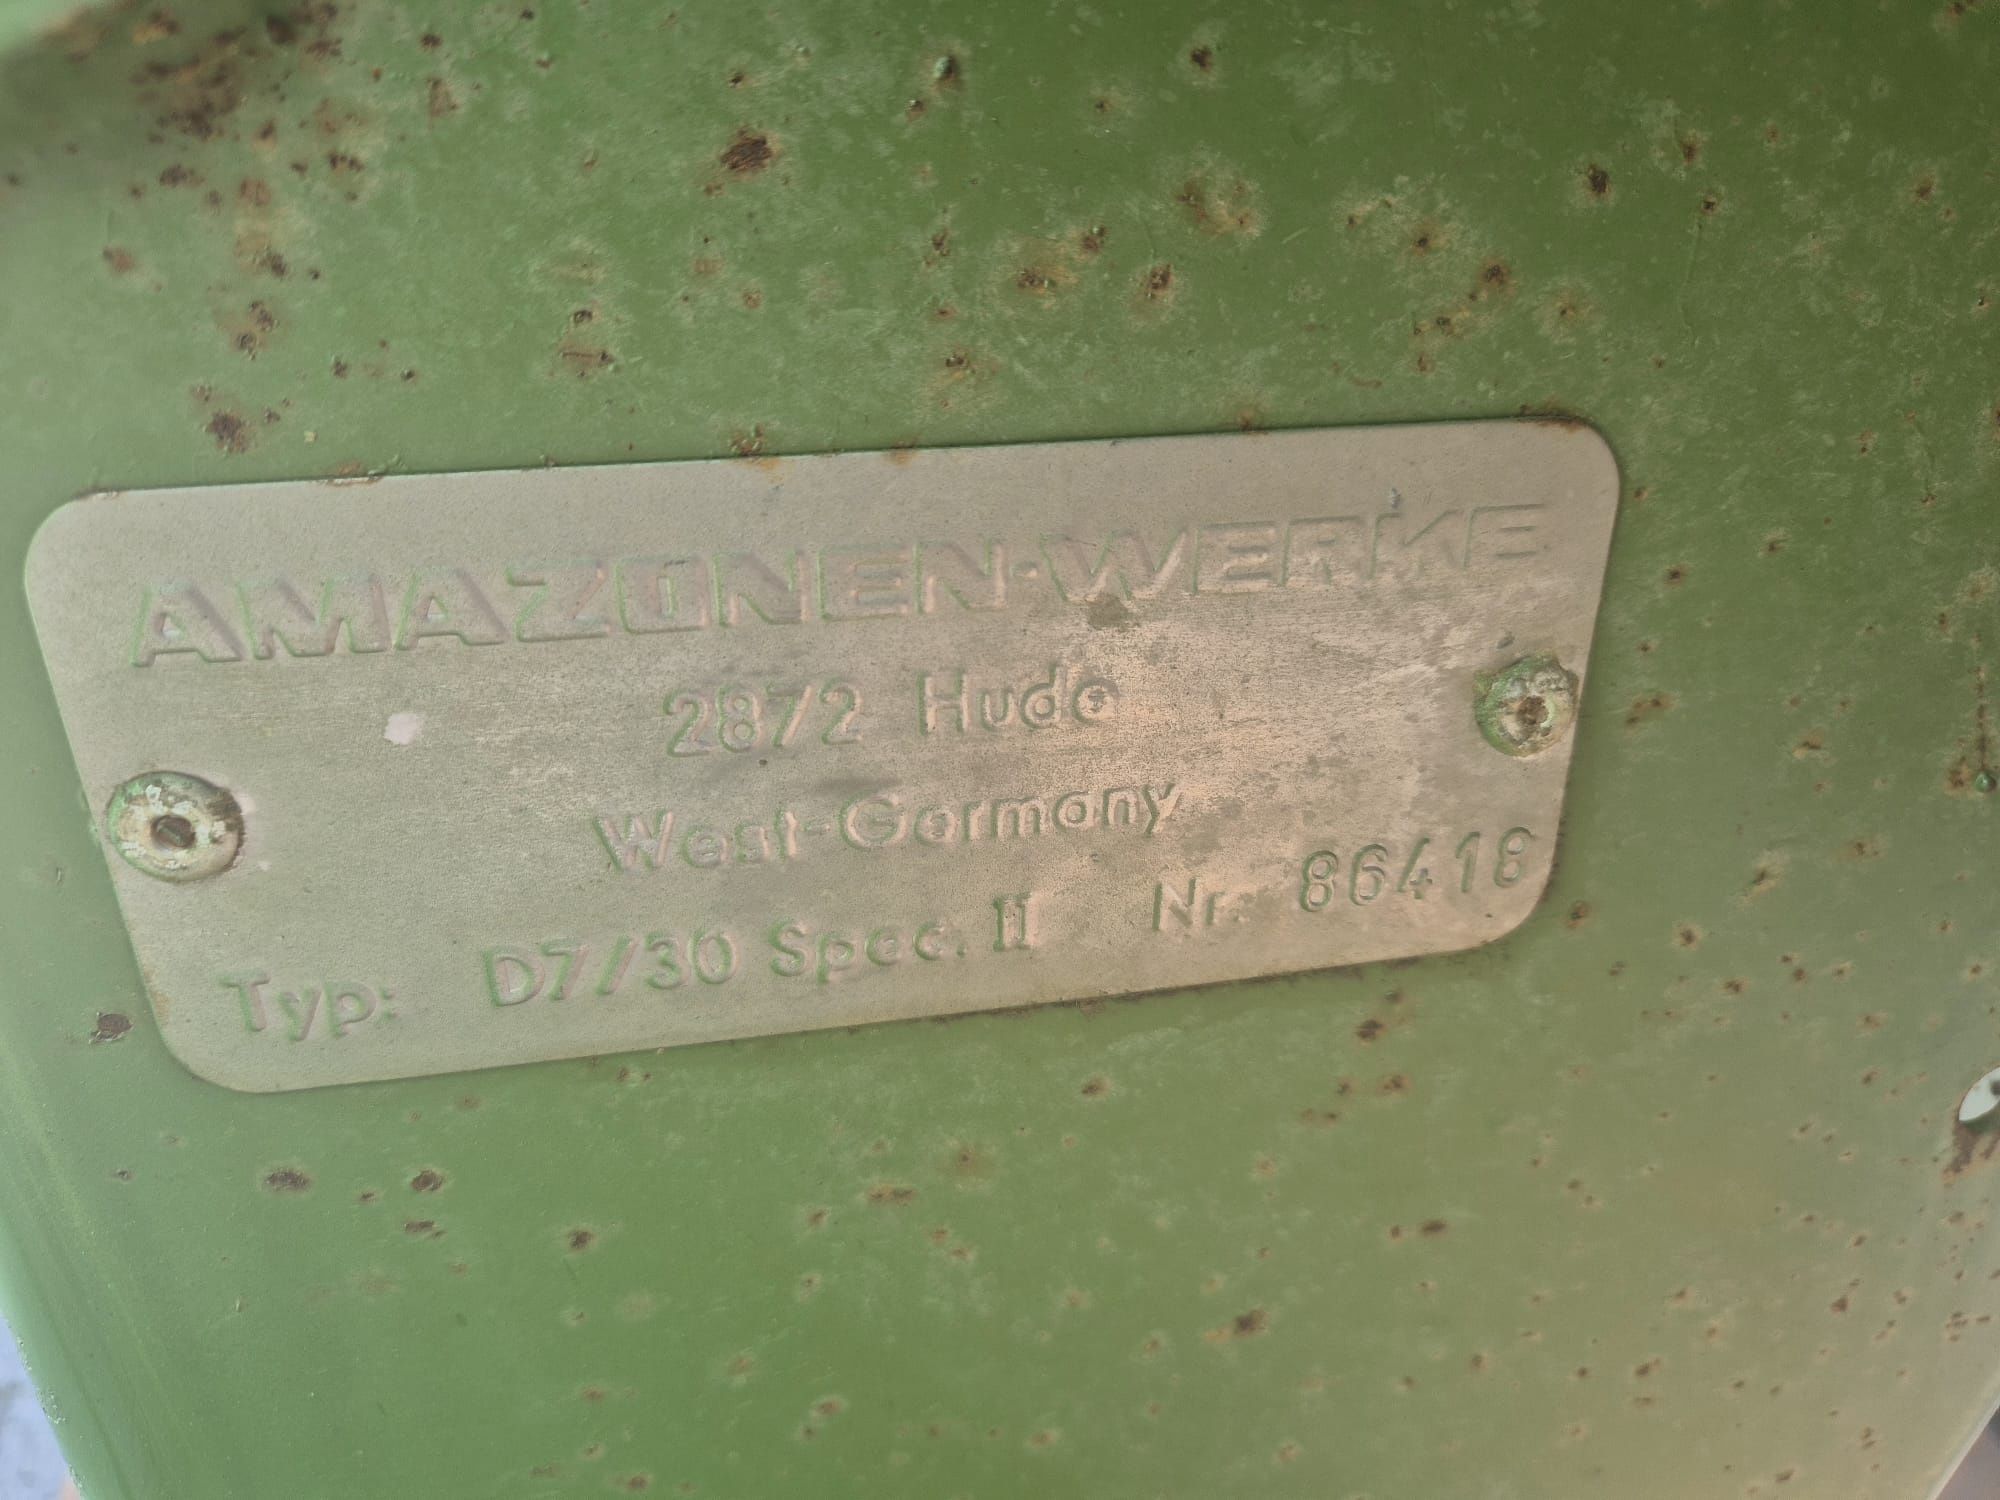 AMAZONEN-WERKE
2872 Hude
West-Germany
Typ: D7/30 Spec. II Nr. 86418